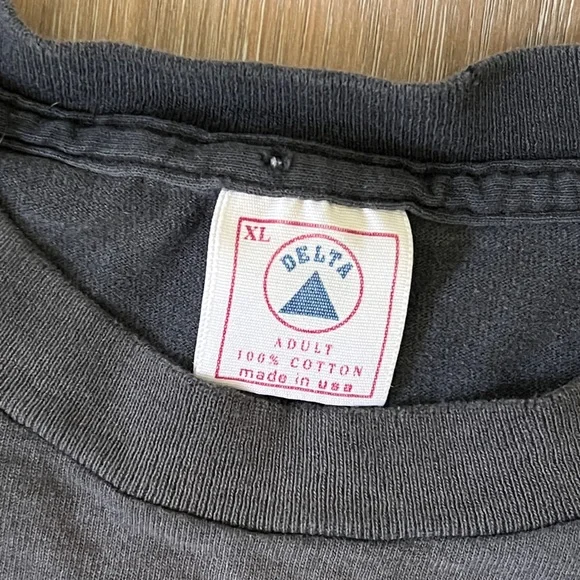 XL
DELTA
ADULT
100% COTTON
made in usa